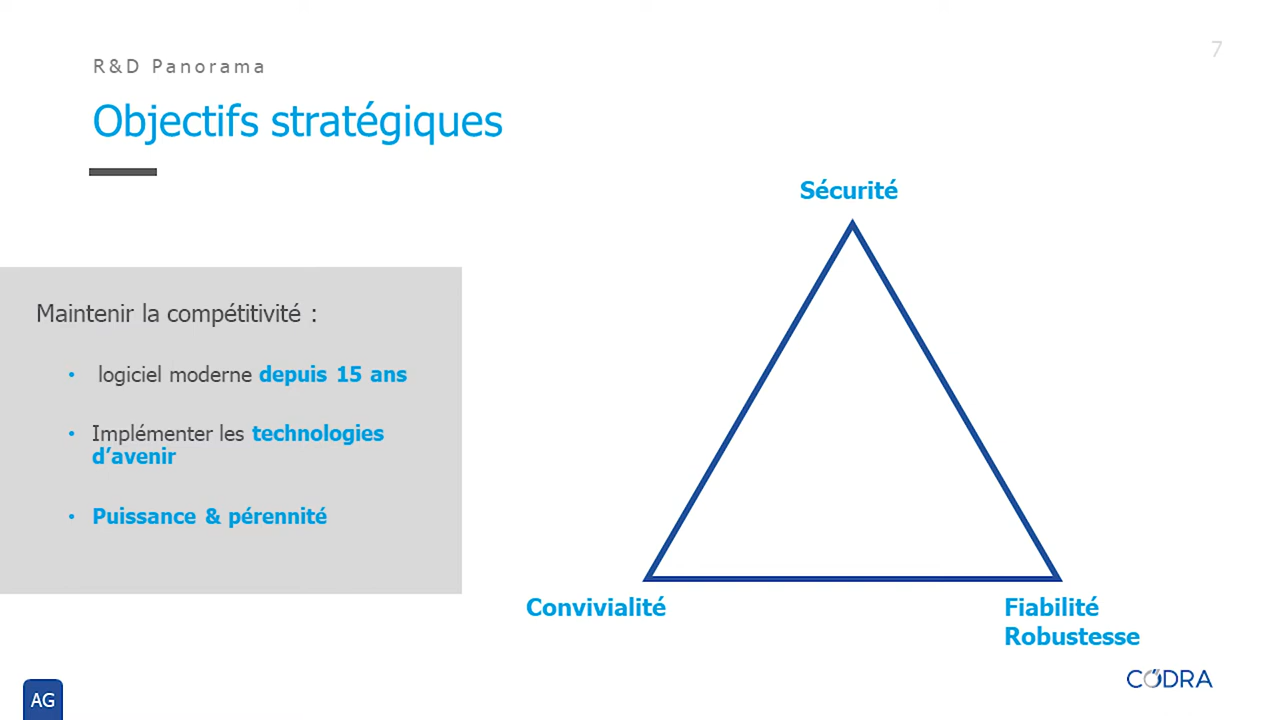 7
R&D Panorama
Objectifs stratégiques
Sécurité
Maintenir la compétitivité :
• logiciel moderne depuis 15 ans
• Implémenter les technologies
d’avenir
• Puissance & pérennité
Convivialité
Fiabilité
Robustesse
CODRA
AG